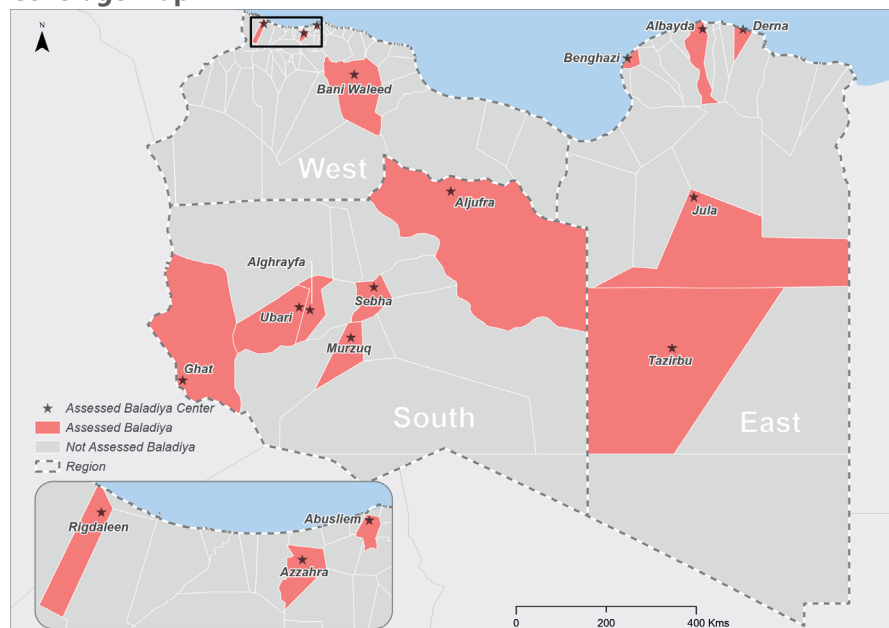 N
Albayda
Derna
Benghazi
Bani Waleed
West
Aljufra
Jula
Alghrayfa
Sebha
Ubari
Murzuq
Tazirbu
Ghat
South
East
Assessed Baladiya Center
Assessed Baladiya
Not Assessed Baladiya
Region
Rigdaleen
Abusliem
Azzahra
0 200 400 Kms